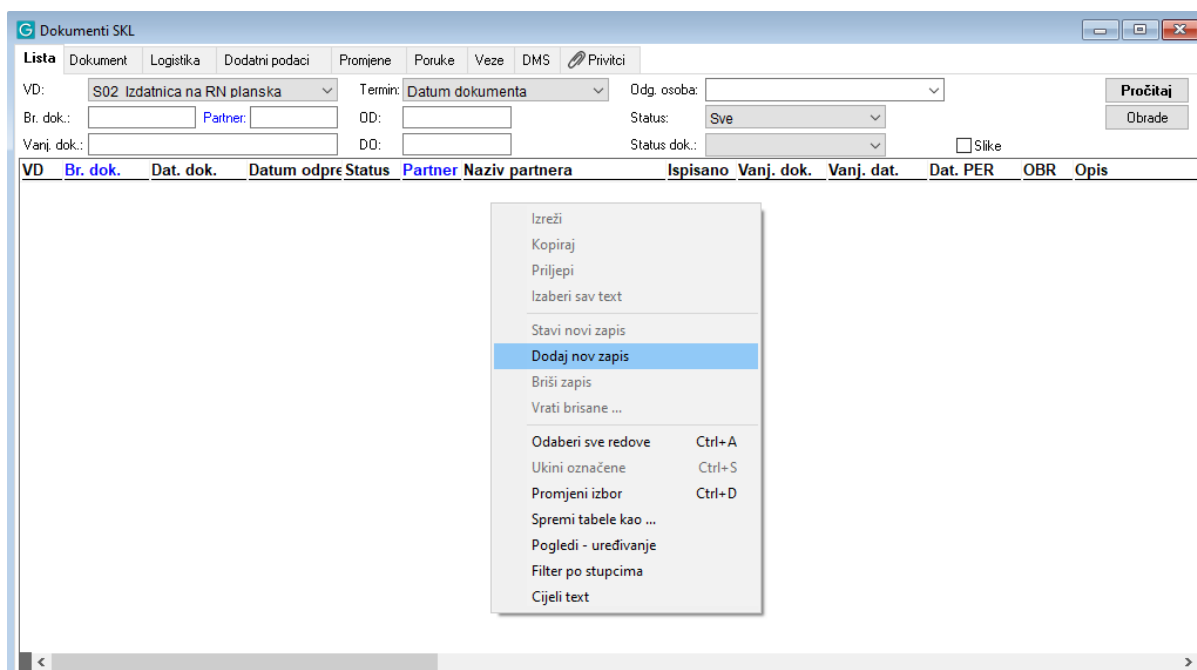 G Dokumenti SKL
Lista Dokument Logistika Dodatni podaci Promjene Poruke Veze DMS Privitci
VD: S02 Izdatnica na RN planska Termin: Datum dokumenta Odg. osoba: Pročitaj
Br. dok.: Partner: OD: Status: Sve Obrade
Vanj. dok.: DO: Status dok.: Slike
VD Br. dok. Dat. dok. Datum odpre Status Partner Naziv partnera Ispisano Vanj. dok. Vanj. dat. Dat. PER OBR Opis
Izreži
Kopiraj
Priljepi
Izaberi sav text
Stavi novi zapis
Dodaj nov zapis
Briši zapis
Vrati brisane ...
Odaberi sve redove Ctrl+A
Ukini označene Ctrl+S
Promjeni izbor Ctrl+D
Spremi tabele kao ...
Pogledi - uređivanje
Filter po stupcima
Cijeli text